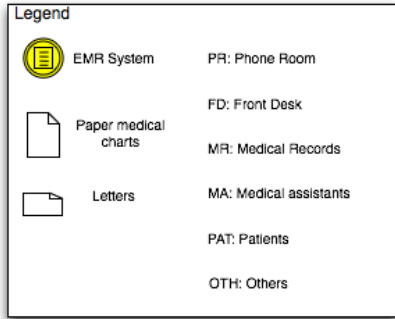 Legend
EMR System
PR: Phone Room
FD: Front Desk
Paper medical
charts
MR: Medical Records
Letters
MA: Medical assistants
PAT: Patients
OTH: Others